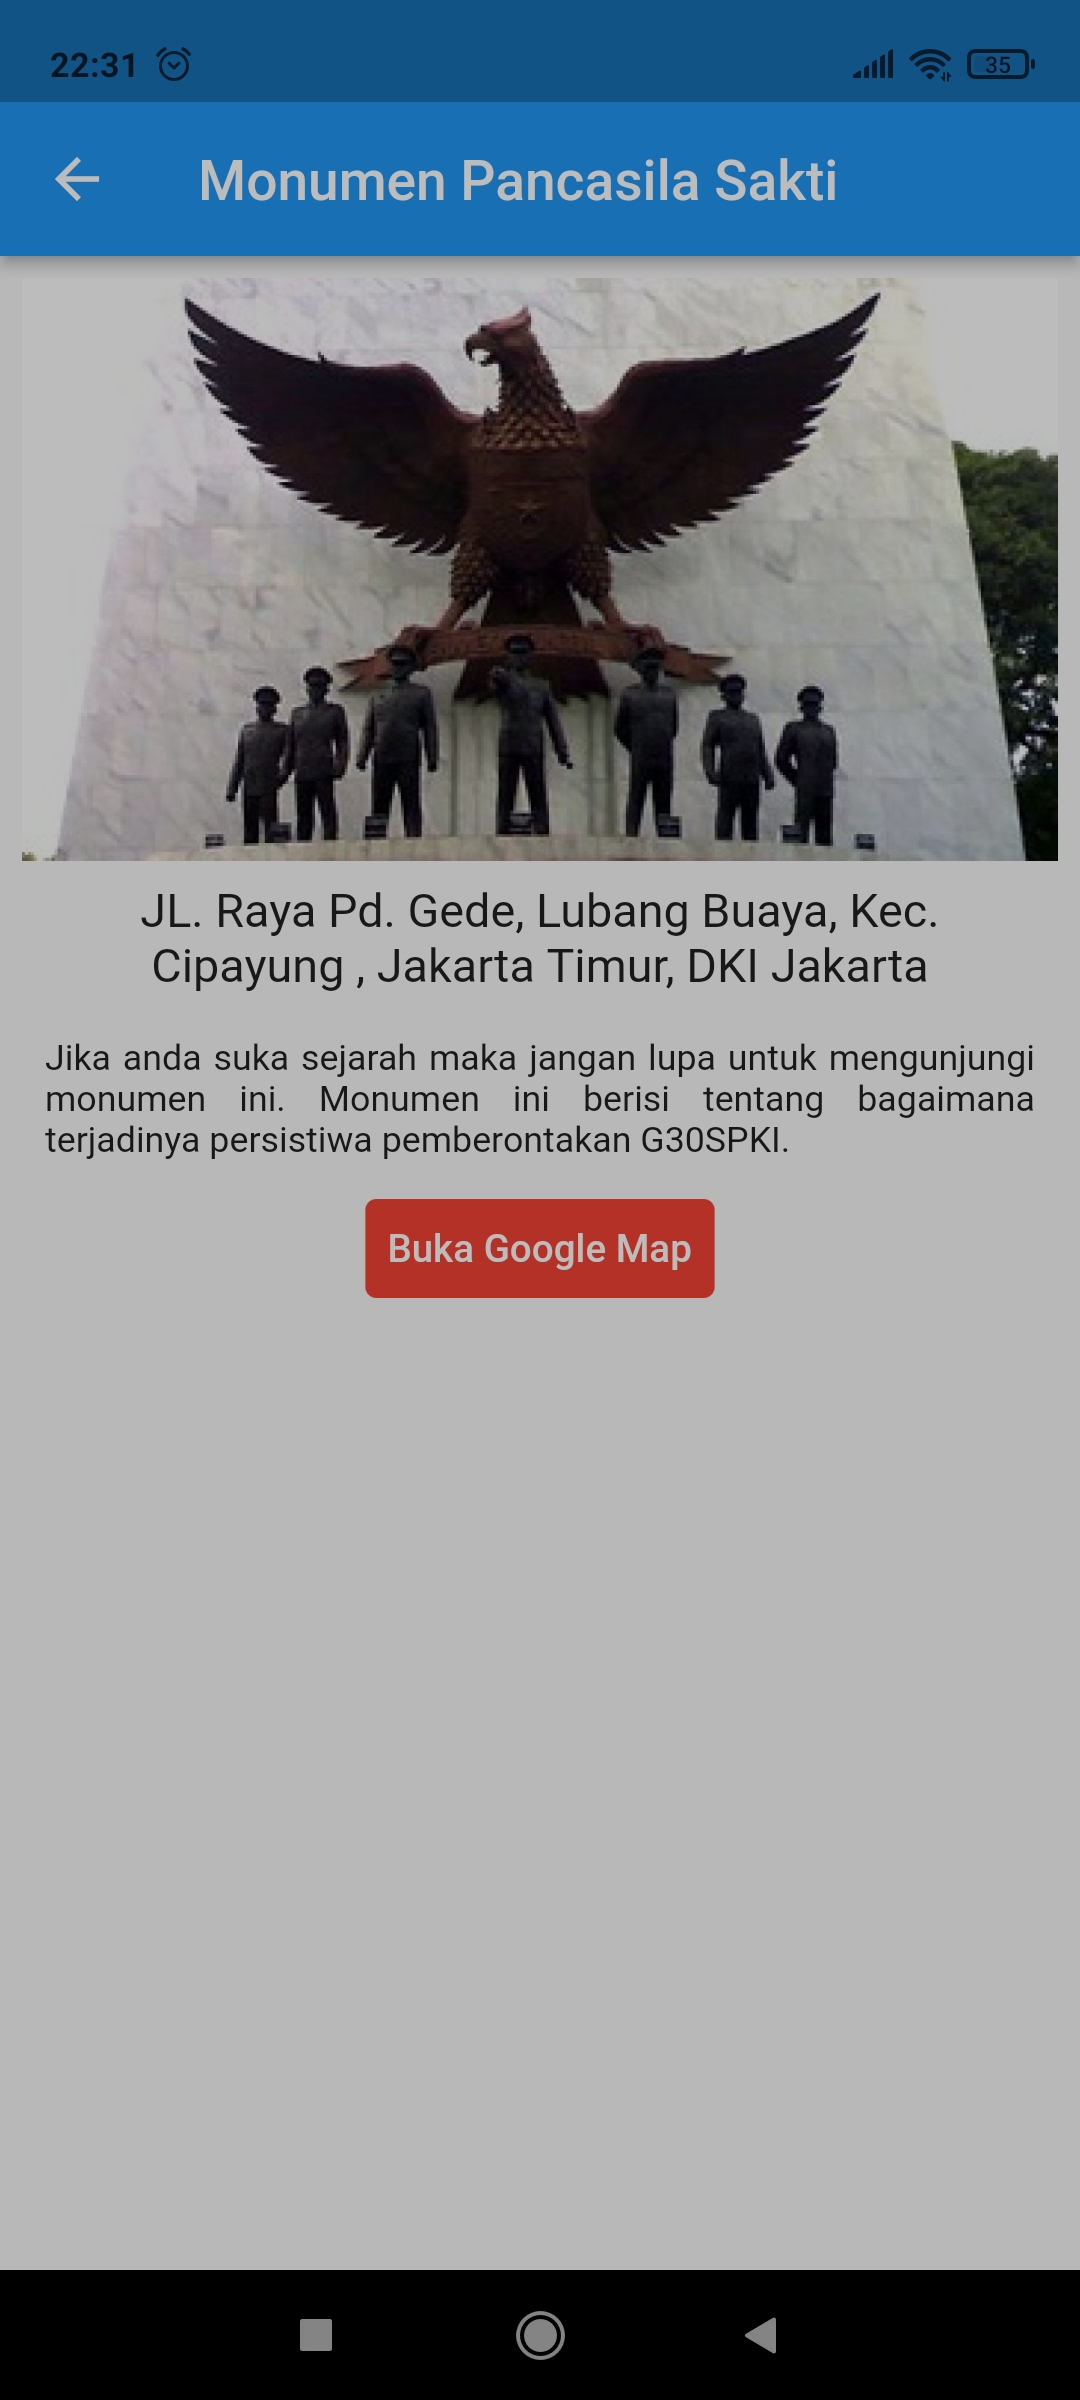 22:31
35
Monumen Pancasila Sakti
JL. Raya Pd. Gede, Lubang Buaya, Kec.
Cipayung , Jakarta Timur, DKI Jakarta
Jika anda suka sejarah maka jangan lupa untuk mengunjungi
monumen ini. Monumen ini berisi tentang bagaimana
terjadinya persistiwa pemberontakan G30SPKI.
Buka Google Map